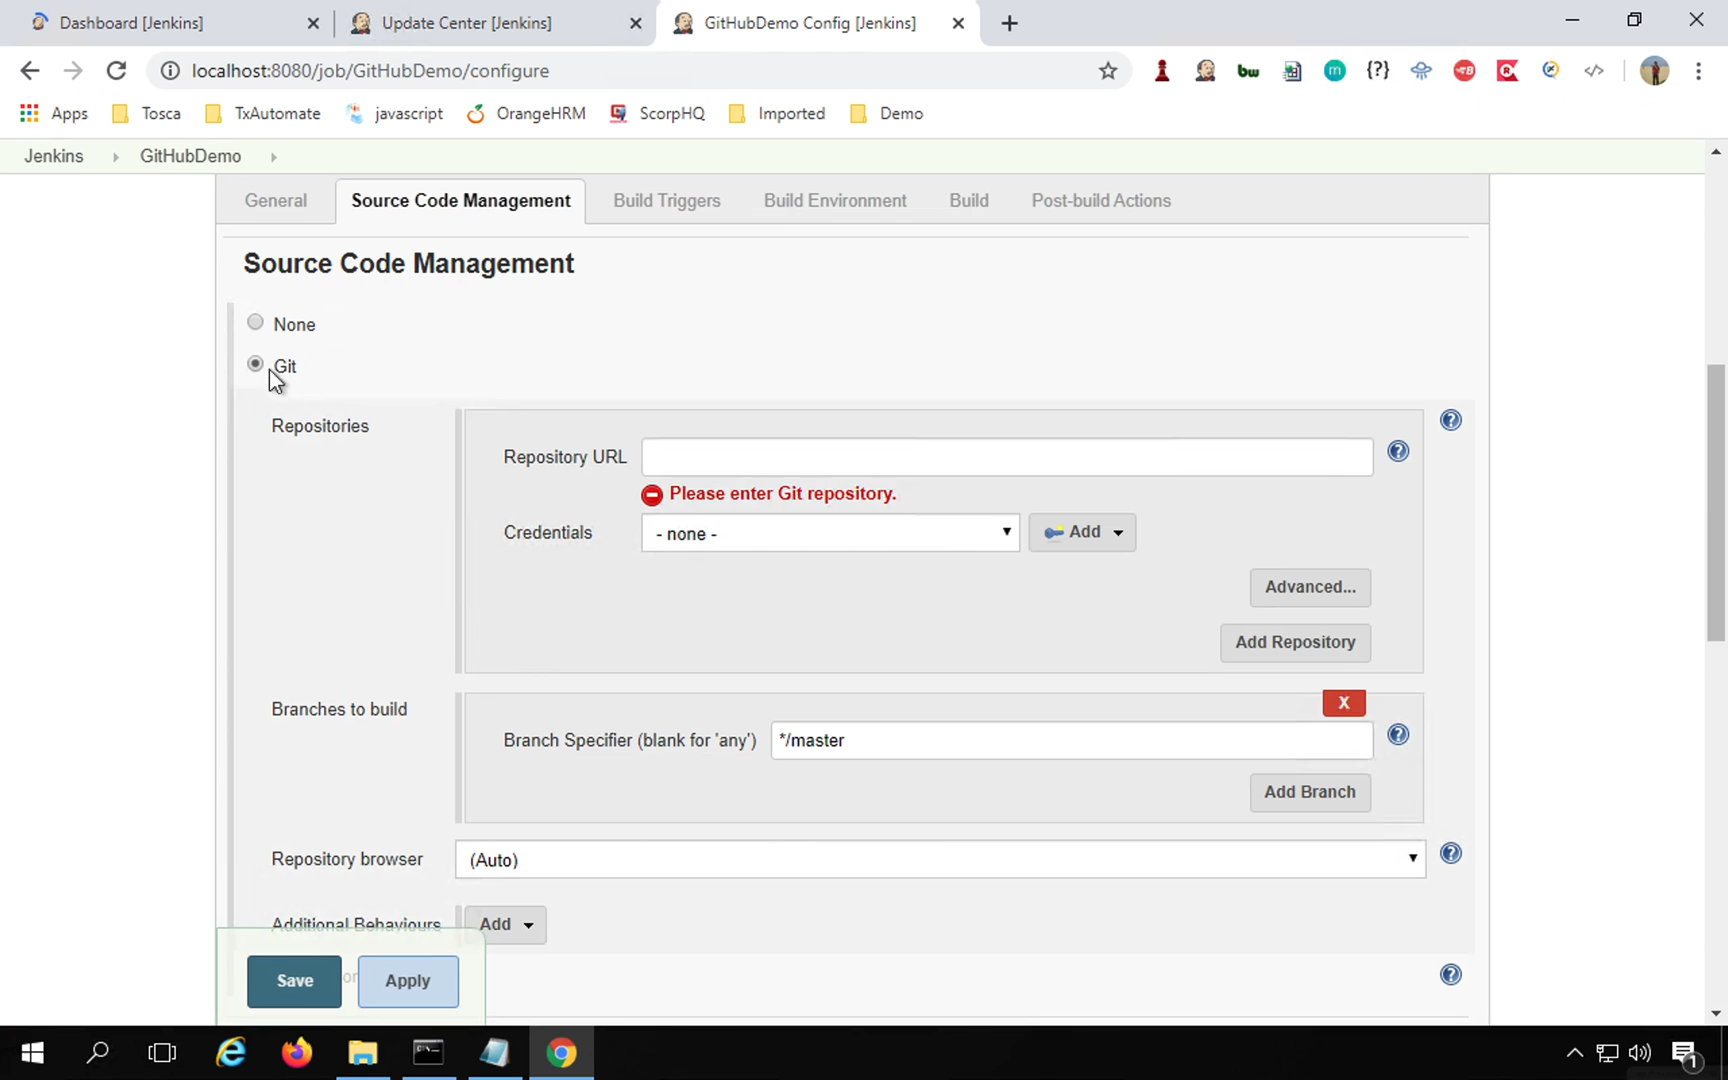 Dashboard [Jenkins]
Update Center [Jenkins]
GitHubDemo Config [Jenkins]
localhost:8080/job/GitHubDemo/configure
Apps
Tosca
TxAutomate
javascript
OrangeHRM
ScorpHQ
Imported
Demo
Jenkins
GitHubDemo
General
Source Code Management
Build Triggers
Build Environment
Build
Post-build Actions
Source Code Management
None
Git
Repositories
Repository URL
Please enter Git repository.
Credentials
- none -
Add
Advanced...
Add Repository
Branches to build
X
Branch Specifier (blank for 'any')
*/master
Add Branch
Repository browser
(Auto)
Additional Behaviours
Add
Save
Apply
1